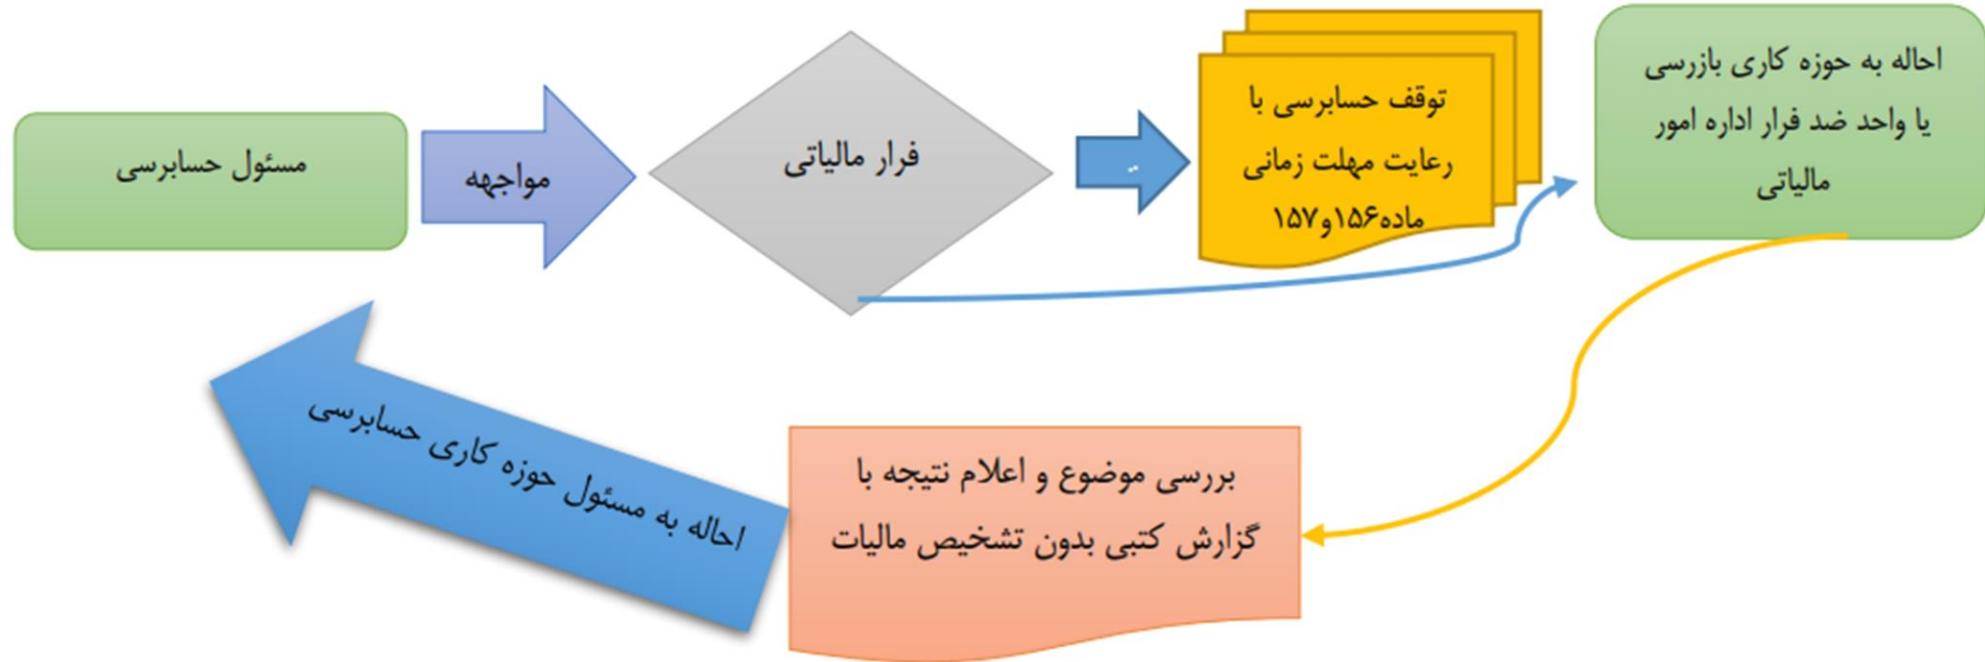 مسئول حسابرسی
مواجهه
فرار مالیاتی
..
توقف حسابرسی با
رعایت مهلت زمانی
ماده۱۵۶و۱۵۷
احاله به حوزه کاری بازرسی
یا واحد ضد فرار اداره امور
مالیاتی
بررسی موضوع و اعلام نتیجه با
گزارش کتبی بدون تشخیص مالیات
احاله به مسئول حوزه کاری حسابرسی